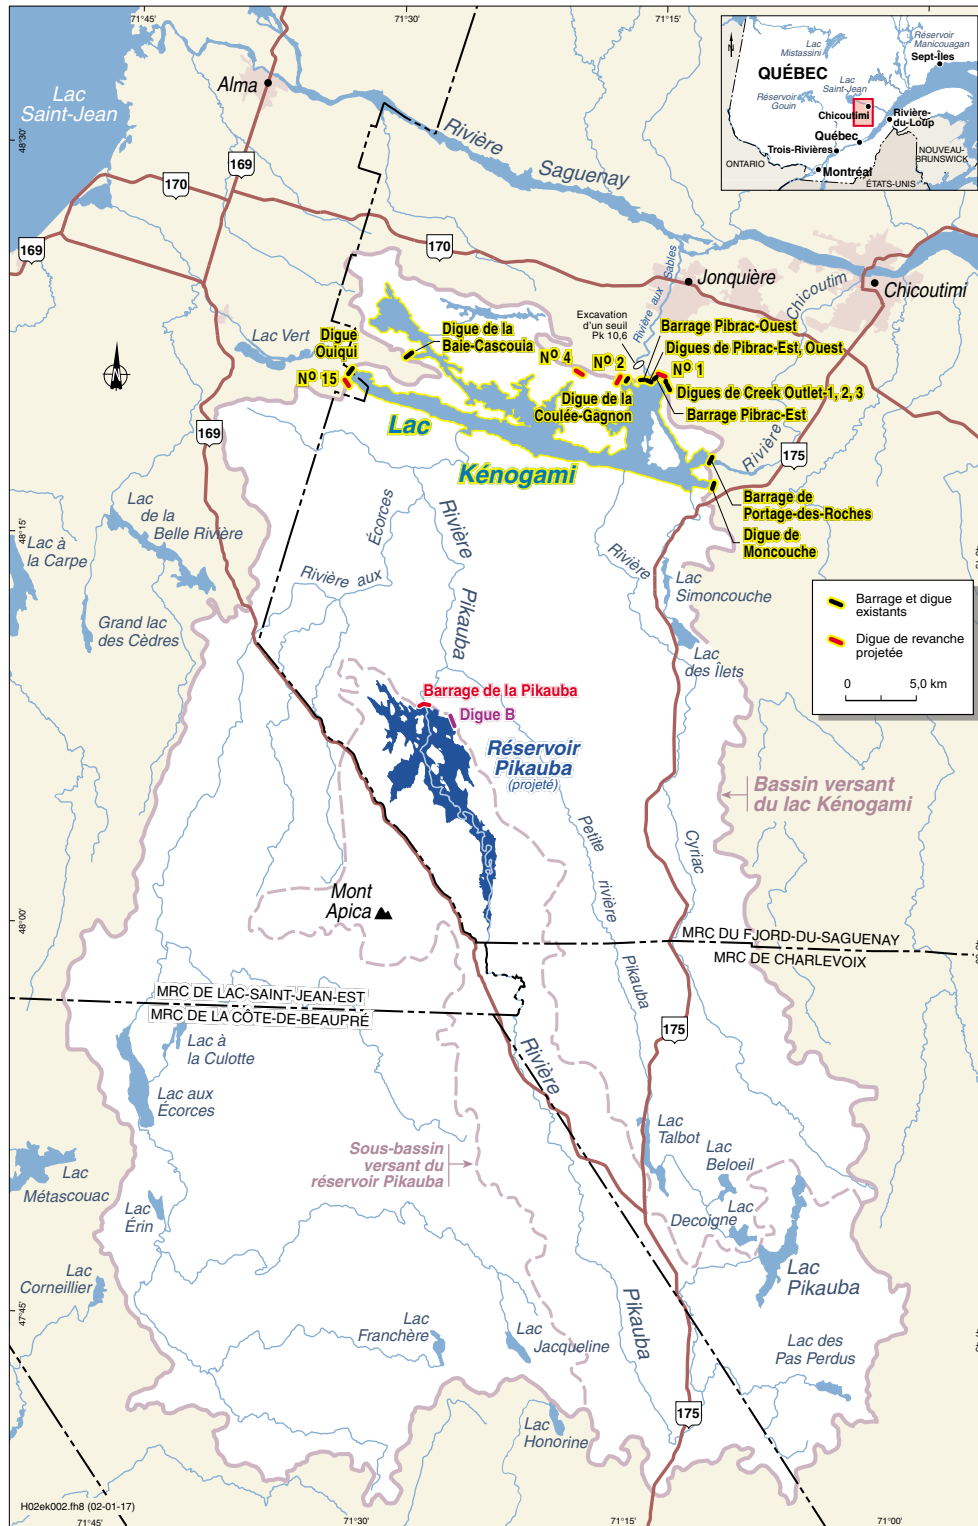 71°45'
71°30'
71°15'
Lac
Saint-Jean
Alma
48°30'
Rivière
Saguenay
169
170
169
170
169
Réservoir
Manicouagan
Lac
Mistassini
Sept-Îles
N
QUÉBEC
Lac
Saint-Jean
Réservoir
Gouin
Chicoutimi
Rivière-
du-Loup
Québec
Trois-Rivières
NOUVEAU-
BRUNSWICK
ONTARIO
Montréal
ÉTATS-UNIS
Jonquière
Chicoutimi
Rivière aux Sables
Chicoutim
Rivière
175
Excavation
d'un seuil
Pk 10,6
Lac Vert
Digue
Ouiqui
Nº 15
Digue de la
Baie-Cascouia
Nº 4
Nº 2
Nº 1
Barrage Pibrac-Ouest
Digues de Pibrac-Est, Ouest
Digues de Creek Outlet-1, 2, 3
Barrage Pibrac-Est
Digue de la
Coulée-Gagnon
Lac
Kénogami
Barrage de
Portage-des-Roches
Digue de
Moncouche
169
48°15'
Lac
de la
Belle Rivière
Lac à
la Carpe
Grand lac
des Cèdres
Rivière aux
Écorces
Rivière
Pikauba
Rivière
Lac
Simoncouche
Lac
des Îlets
Barrage et digue
existants
Digue de revanche
projetée
0
5,0 km
Barrage de la Pikauba
Digue B
Réservoir
Pikauba
(projeté)
Bassin versant
du lac Kénogami
Petite
rivière
Pikauba
Cyriac
Mont
Apica
48°00'
MRC DU FJORD-DU-SAGUENAY
MRC DE CHARLEVOIX
MRC DE LAC-SAINT-JEAN-EST
MRC DE LA CÔTE-DE-BEAUPRÉ
175
Lac à
la Culotte
Lac aux
Écorces
Rivière
Pikauba
Sous-bassin
versant du
réservoir Pikauba
Lac
Talbot
Lac
Beloeil
Lac
Decoigne
Lac
Pikauba
Lac
Métascouac
Lac
Érin
Lac
Corneillier
47°45'
Lac
Franchère
Lac
Jacqueline
Lac des
Pas Perdus
Lac
Honorine
175
H02ek002.fh8 (02-01-17)
71°45'
71°30'
71°15'
71°00'